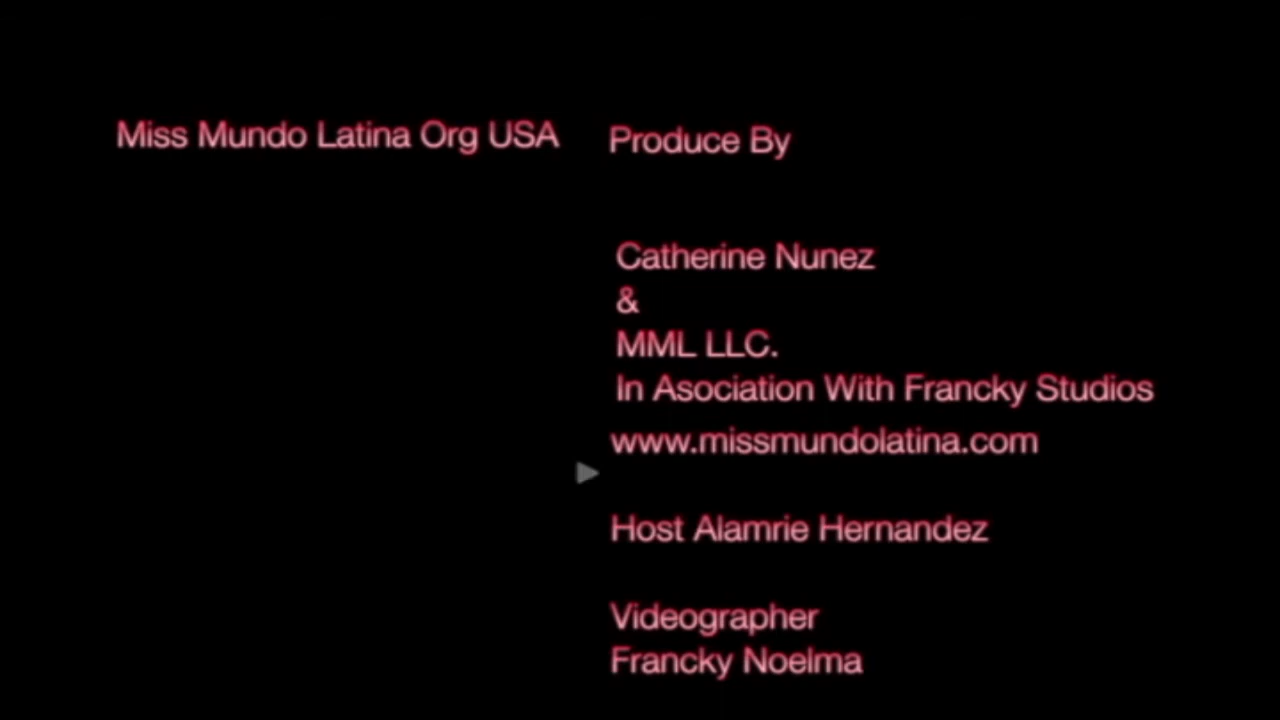 Miss Mundo Latina Org USA
Produce By
Catherine Nunez
&
MML LLC.
In Asociation With Francky Studios
www.missmundolatina.com
Host Alamrie Hernandez
Videographer
Francky Noelma